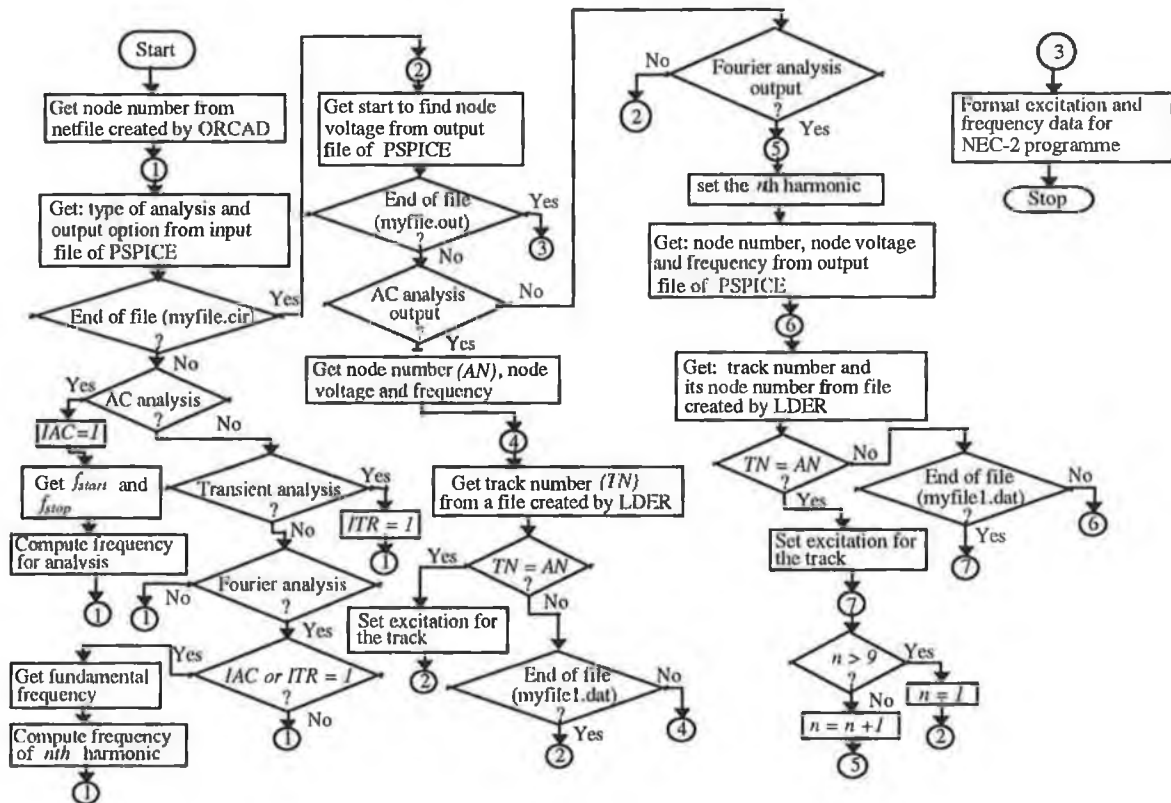 Start
Get node number from
netfile created by ORCAD
1
Get: type of analysis and
output option from input
file of PSPICE
End of file (myfile.cir)
?
Yes
No
AC analysis
?
Yes
No
IAC=1
Get fstart and
fstop
Compute frequency
for analysis
1
Transient analysis
?
Yes
No
ITR = 1
1
Fourier analysis
?
No
1
Yes
IAC or ITR = 1
?
Yes
No
1
Get fundamental
frequency
Compute frequency
of nth harmonic
1
2
Get start to find node
voltage from output
file of PSPICE
End of file
(myfile.out)
?
Yes
3
No
AC analysis
output
?
No
Yes
Get node number (AN), node
voltage and frequency
4
Get track number (TN)
from a file created by LDER
TN = AN
?
Yes
No
Set excitation for
the track
2
End of file
(myfile1.dat)
?
No
4
Yes
2
Fourier analysis
output
?
No
2
Yes
5
set the nth harmonic
Get: node number, node voltage
and frequency from output
file of PSPICE
6
Get: track number and
its node number from file
created by LDER
TN = AN
?
No
Yes
End of file
(myfile1.dat)
?
No
6
Yes
7
Set excitation for
the track
7
n > 9
?
Yes
n = 1
2
No
n = n +1
5
3
Format excitation and
frequency data for
NEC-2 programme
Stop